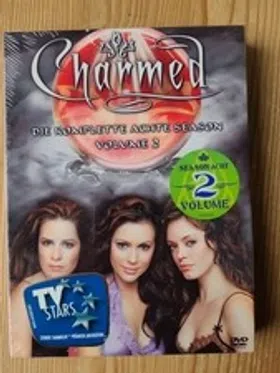 Charmed
DIE KOMPLETTE ACHTE SEASON
VOLUME 2
SEASON ACHT
2
VOLUME
TV
STARS
DVD